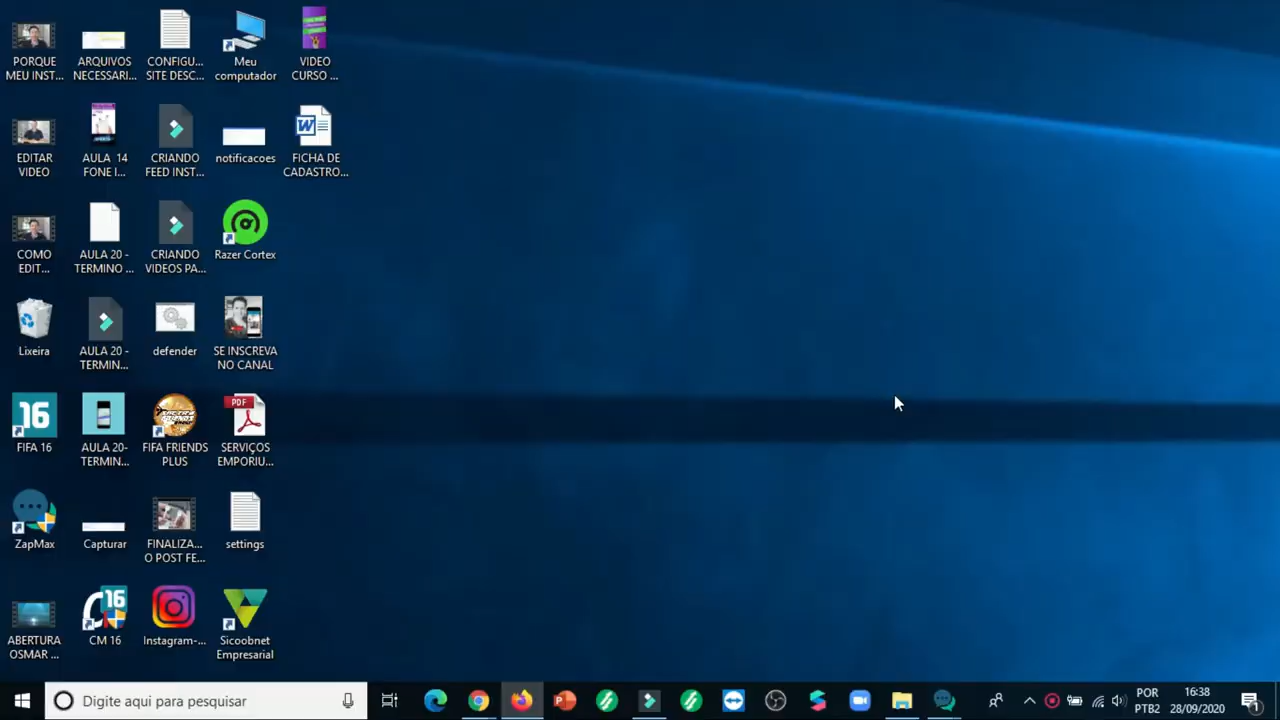 PORQUE
MEU INST...
ARQUIVOS
NECESSARI...
CONFIGU...
SITE DESC...
Meu
computador
VIDEO
CURSO ...
EDITAR
VIDEO
AULA 14
FONE I...
CRIANDO
FEED INST...
notificacoes
FICHA DE
CADASTRO...
COMO
EDIT...
AULA 20 -
TERMINO ...
CRIANDO
VIDEOS PA...
Razer Cortex
Lixeira
AULA 20 -
TERMIN...
defender
SE INSCREVA
NO CANAL
16
FIFA 16
AULA 20-
TERMIN...
FIFA FRIENDS
PLUS
PDF
SERVIÇOS
EMPORIU...
ZapMax
Capturar
FINALIZA...
O POST FE...
settings
ABERTURA
OSMAR ...
16
CM 16
Instagram-...
Sicoobnet
Empresarial
Digite aqui para pesquisar
POR
PTB2
16:38
28/09/2020
1